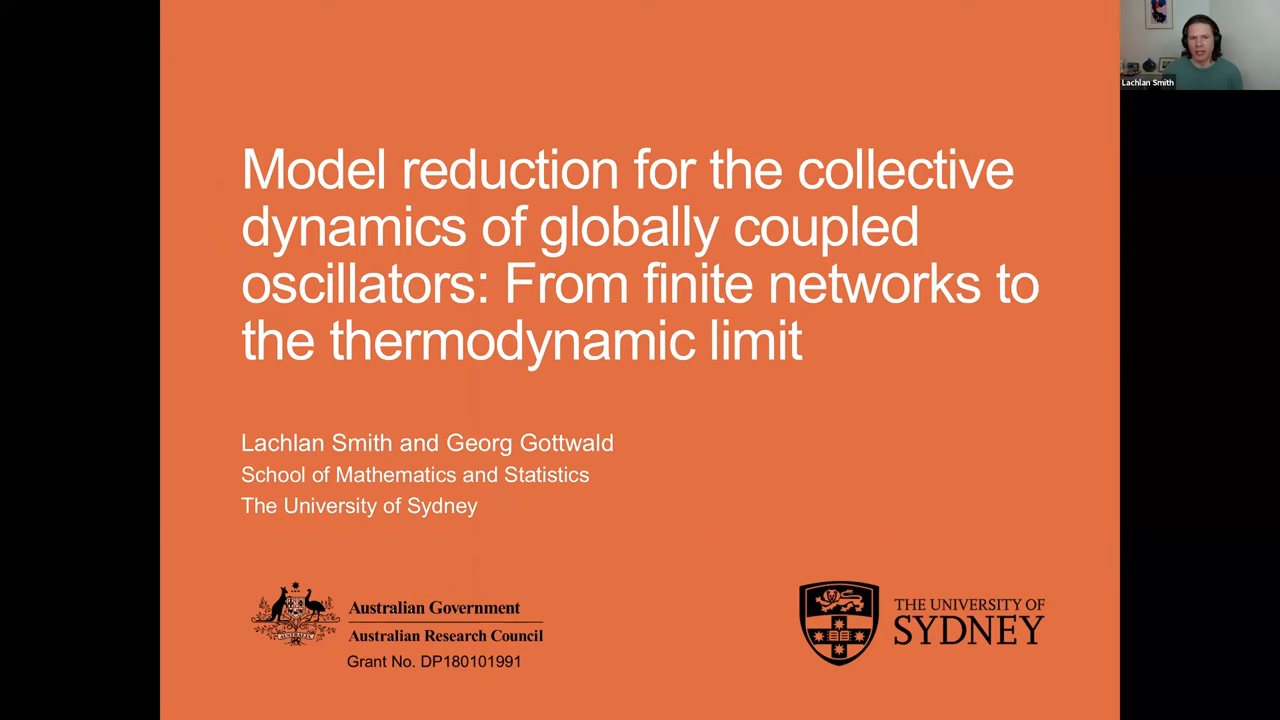 Model reduction for the collective
dynamics of globally coupled
oscillators: From finite networks to
the thermodynamic limit
Lachlan Smith and Georg Gottwald
School of Mathematics and Statistics
The University of Sydney
Australian Government
Australian Research Council
Grant No. DP180101991
THE UNIVERSITY OF
SYDNEY
Lachlan Smith